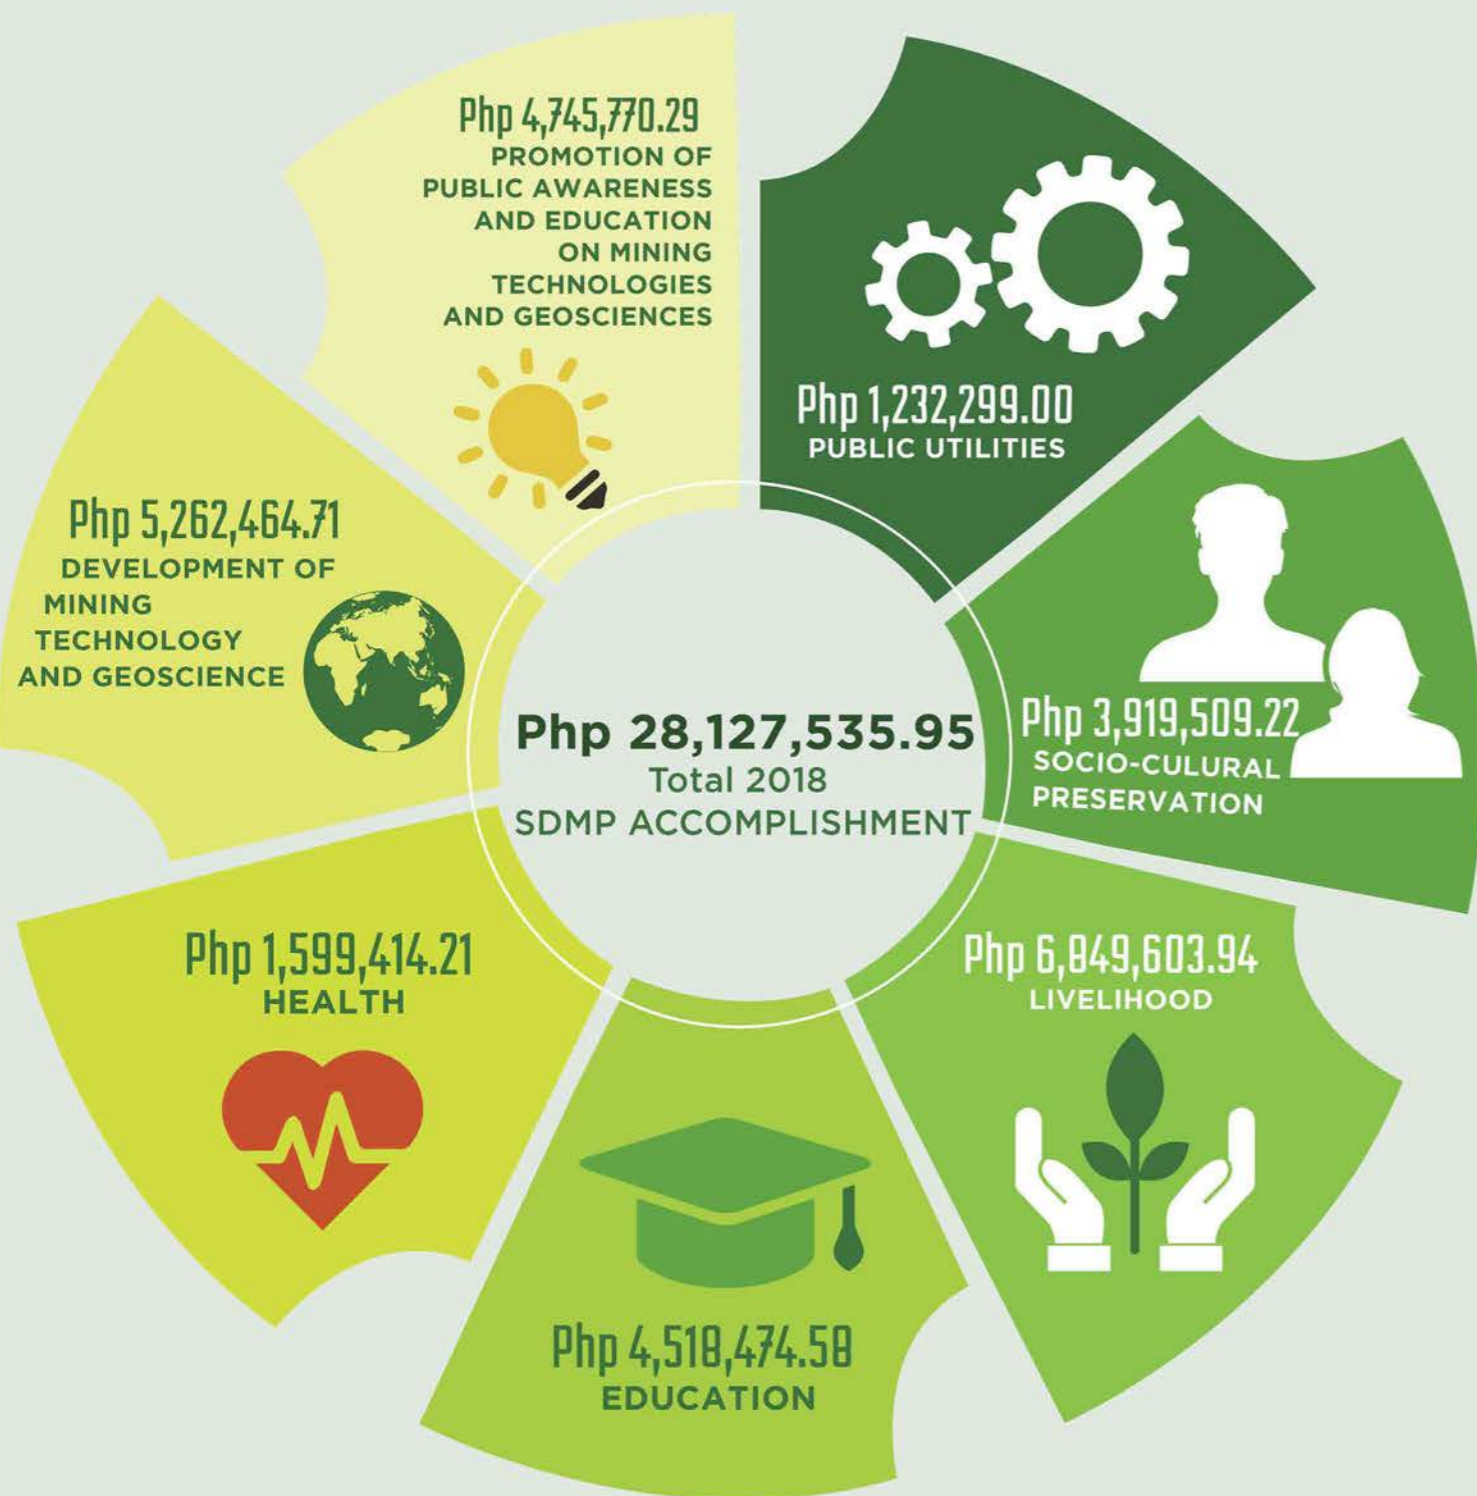 Php 4,745,770.29
PROMOTION OF
PUBLIC AWARENESS
AND EDUCATION
ON MINING
TECHNOLOGIES
AND GEOSCIENCES
Php 1,232,299.00
PUBLIC UTILITIES
Php 3,919,509.22
SOCIO-CULURAL
PRESERVATION
Php 6,849,603.94
LIVELIHOOD
Php 4,518,474.58
EDUCATION
Php 1,599,414.21
HEALTH
Php 5,262,464.71
DEVELOPMENT OF
MINING
TECHNOLOGY
AND GEOSCIENCE
Php 28,127,535.95
Total 2018
SDMP ACCOMPLISHMENT